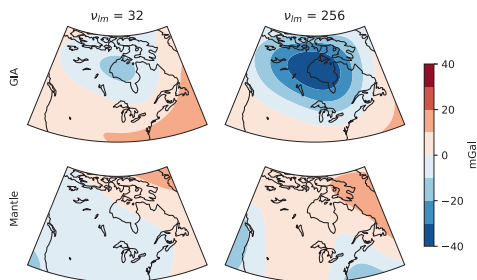 ν_lm = 32
ν_lm = 256
GIA
Mantle
40
20
0
−20
−40
mGal